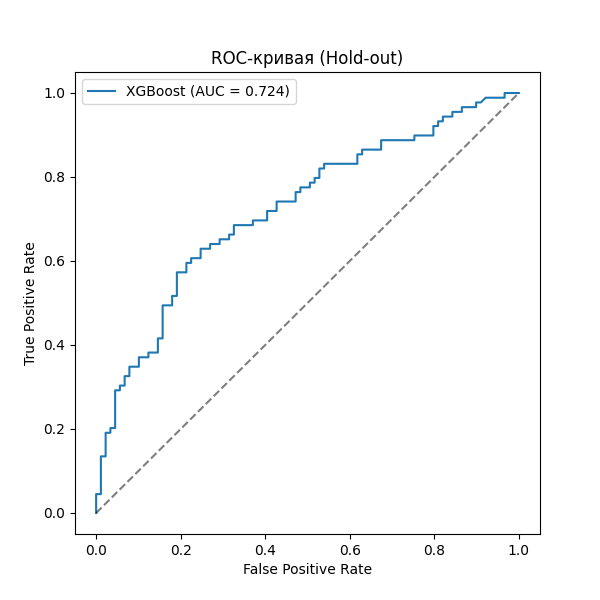 ROC-кривая (Hold-out)
XGBoost (AUC = 0.724)
1.0
0.8
0.6
0.4
0.2
0.0
True Positive Rate
0.0 0.2 0.4 0.6 0.8 1.0
False Positive Rate